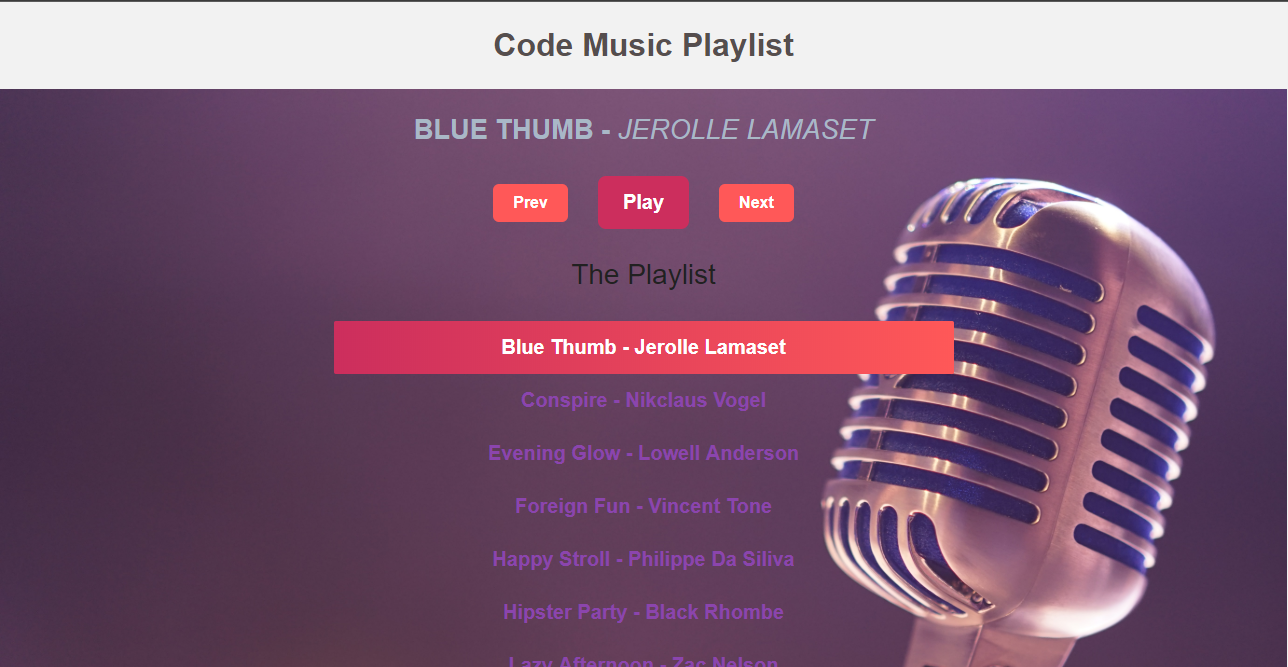 Code Music Playlist
BLUE THUMB - JEROLLE LAMASET
Prev Play Next
The Playlist
Blue Thumb - Jerolle Lamaset
Conspire - Nikclaus Vogel
Evening Glow - Lowell Anderson
Foreign Fun - Vincent Tone
Happy Stroll - Philippe Da Siliva
Hipster Party - Black Rhombe
Lazy Afternoon - Zac Nelson